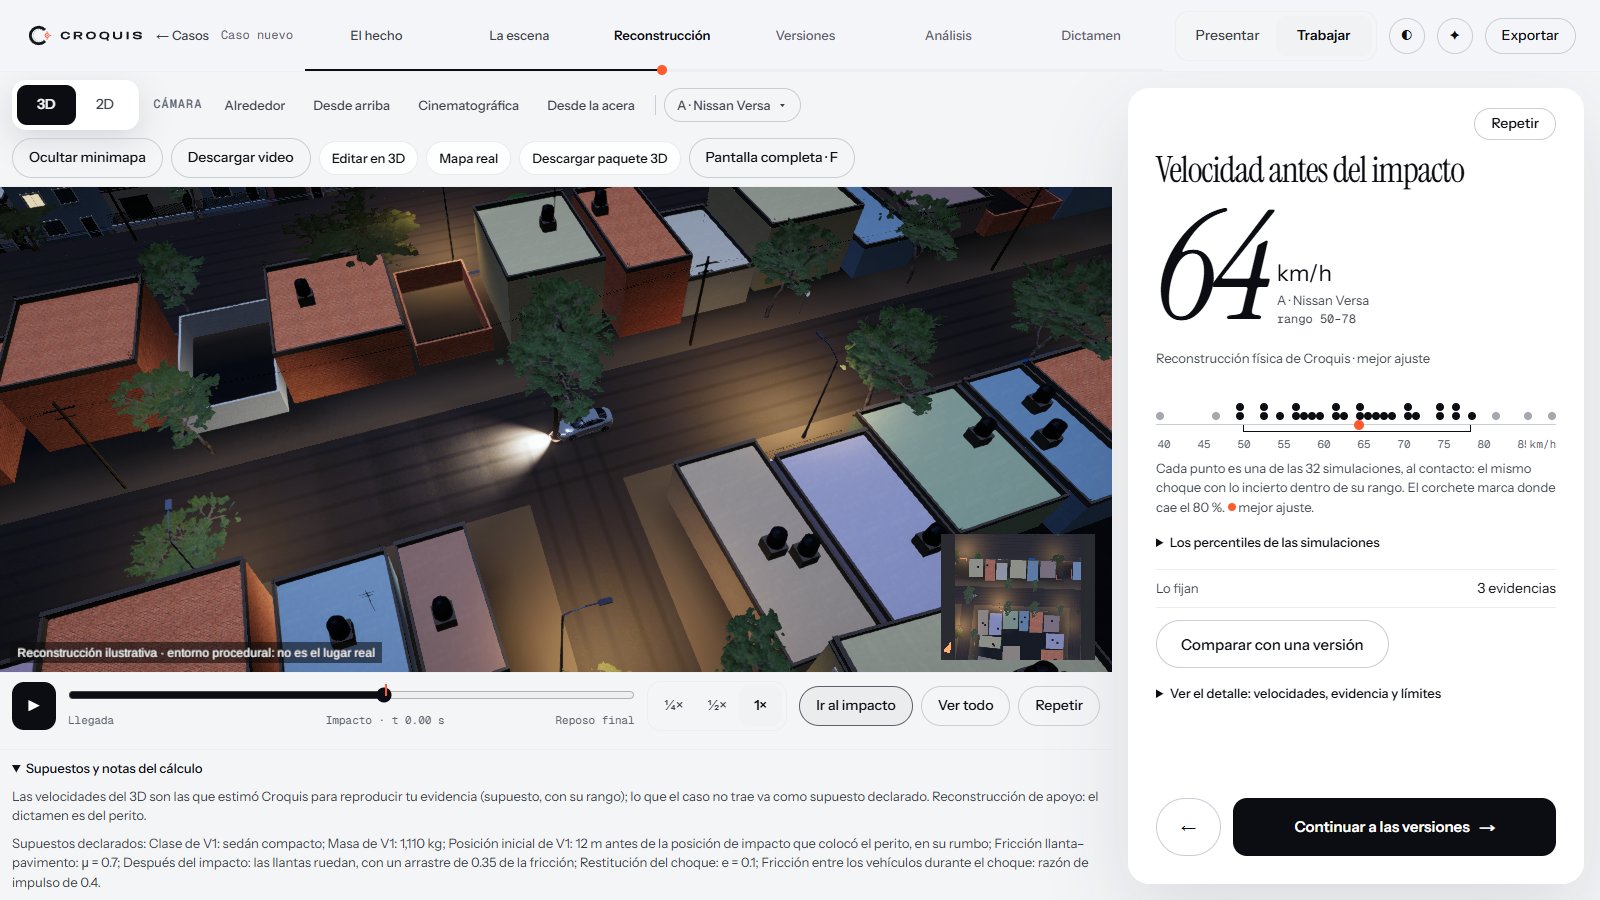 CROQUIS ← Casos Caso nuevo El hecho La escena Reconstrucción Versiones Análisis Dictamen Presentar Trabajar Exportar
3D 2D CÁMARA Alrededor Desde arriba Cinematográfica Desde la acera A · Nissan Versa
Ocultar minimapa Descargar video Editar en 3D Mapa real Descargar paquete 3D Pantalla completa · F
Reconstrucción ilustrativa · entorno procedural: no es el lugar real
¼× ½× 1× Ir al impacto Ver todo Repetir
Llegada Impacto · t 0.00 s Reposo final
▼ Supuestos y notas del cálculo
Las velocidades del 3D son las que estimó Croquis para reproducir tu evidencia (supuesto, con su rango); lo que el caso no trae va como supuesto declarado. Reconstrucción de apoyo: el
dictamen es del perito.
Supuestos declarados: Clase de V1: sedán compacto; Masa de V1: 1,110 kg; Posición inicial de V1: 12 m antes de la posición de impacto que colocó el perito, en su rumbo; Fricción llanta–
pavimento: μ = 0.7; Después del impacto: las llantas ruedan, con un arrastre de 0.35 de la fricción; Restitución del choque: e = 0.1; Fricción entre los vehículos durante el choque: razón de
impulso de 0.4.
Repetir
Velocidad antes del impacto
64 km/h
A · Nissan Versa
rango 50–78
Reconstrucción física de Croquis · mejor ajuste
40 45 50 55 60 65 70 75 80 km/h
Cada punto es una de las 32 simulaciones, al contacto: el mismo
choque con lo incierto dentro de su rango. El corchete marca donde
cae el 80 %. mejor ajuste.
▶ Los percentiles de las simulaciones
Lo fijan 3 evidencias
Comparar con una versión
▶ Ver el detalle: velocidades, evidencia y límites
← Continuar a las versiones →